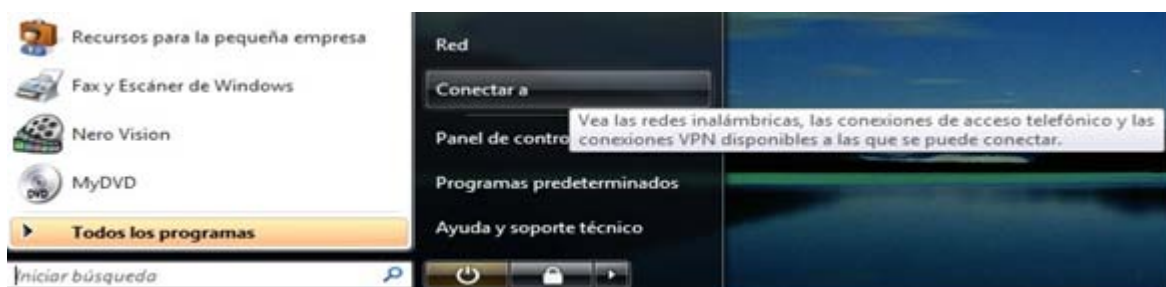 Recursos para la pequeña empresa
Fax y Escáner de Windows
Nero Vision
MyDVD
DVD
Todos los programas
Iniciar búsqueda
Red
Conectar a
Vea las redes inalámbricas, las conexiones de acceso telefónico y las
conexiones VPN disponibles a las que se puede conectar.
Panel de contro
Programas predeterminados
Ayuda y soporte técnico